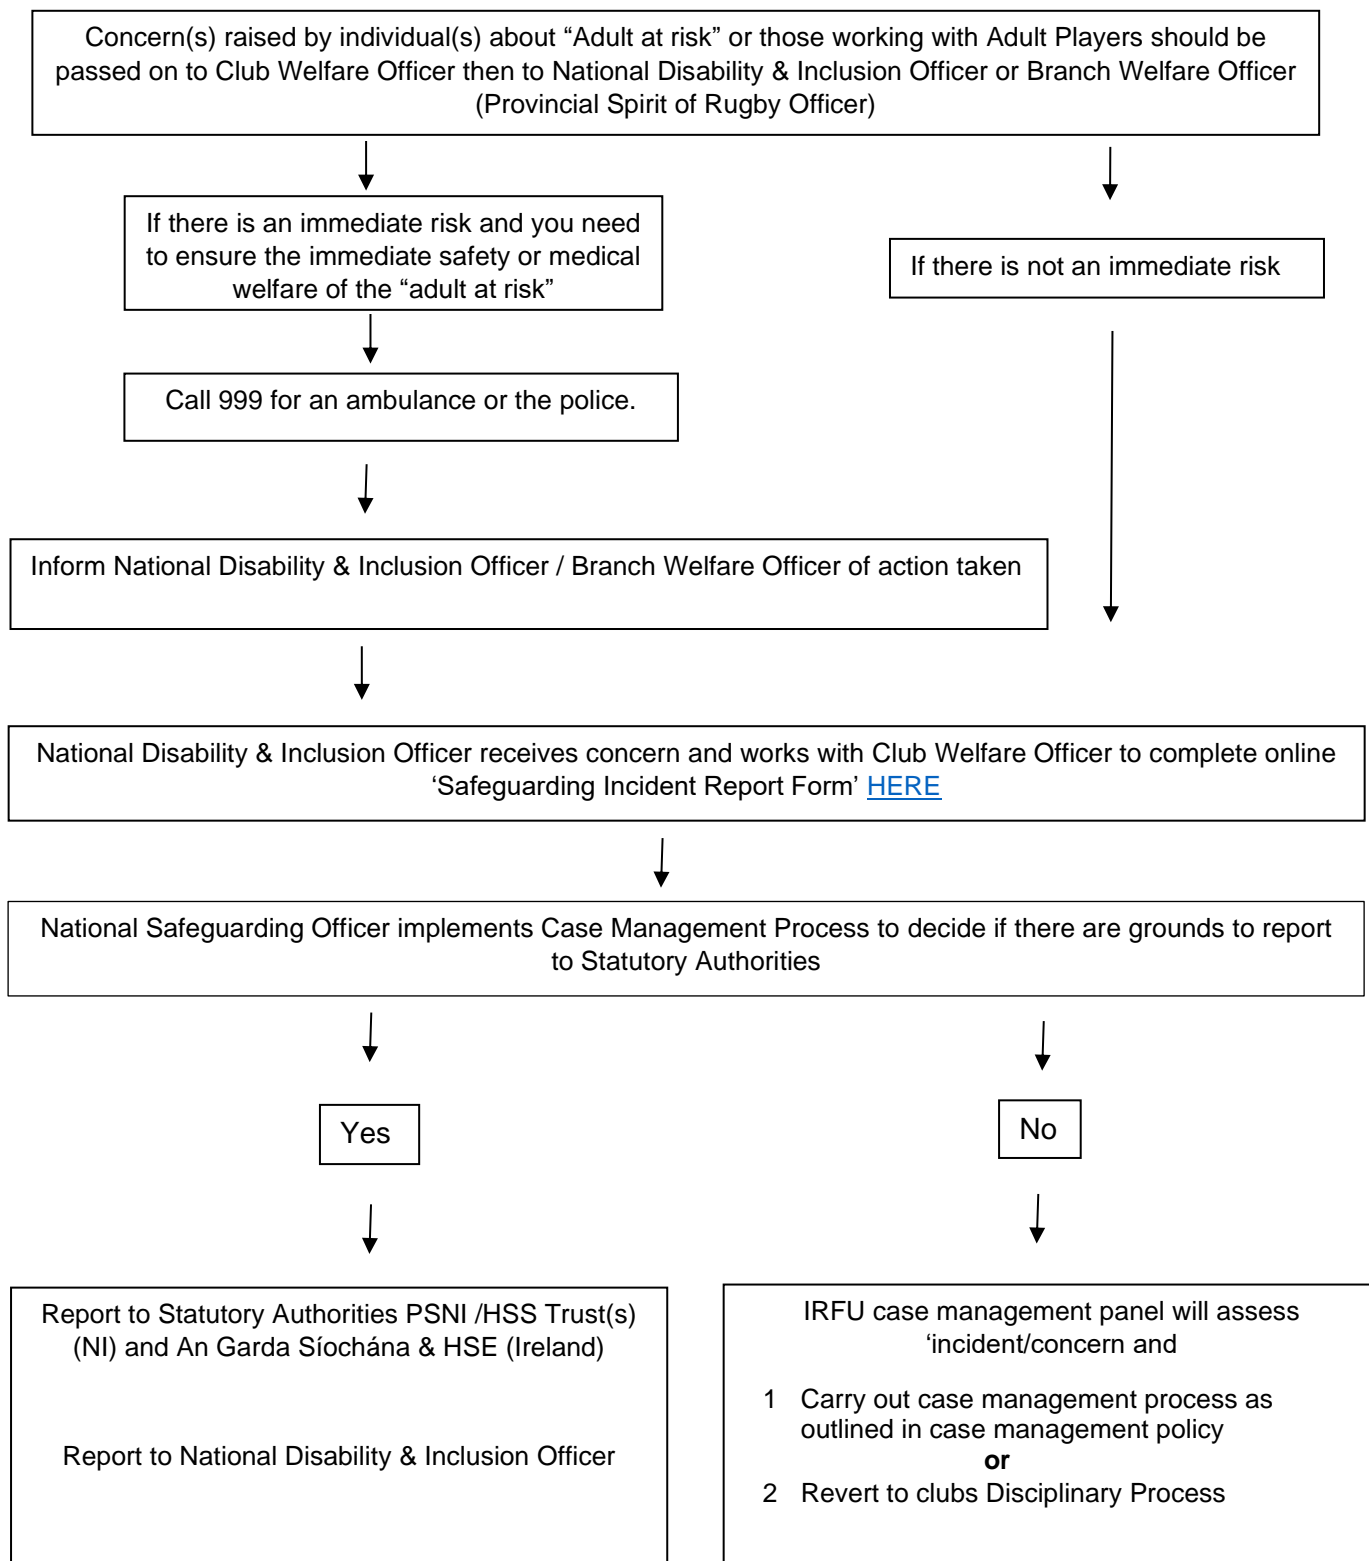 Concern(s) raised by individual(s) about “Adult at risk” or those working with Adult Players should be
passed on to Club Welfare Officer then to National Disability & Inclusion Officer or Branch Welfare Officer
(Provincial Spirit of Rugby Officer)
If there is an immediate risk and you need
to ensure the immediate safety or medical
welfare of the “adult at risk”
If there is not an immediate risk
Call 999 for an ambulance or the police.
Inform National Disability & Inclusion Officer / Branch Welfare Officer of action taken
National Disability & Inclusion Officer receives concern and works with Club Welfare Officer to complete online
‘Safeguarding Incident Report Form’ HERE
National Safeguarding Officer implements Case Management Process to decide if there are grounds to report
to Statutory Authorities
Yes
No
Report to Statutory Authorities PSNI /HSS Trust(s)
(NI) and An Garda Síochána & HSE (Ireland)
Report to National Disability & Inclusion Officer
IRFU case management panel will assess
‘incident/concern and
1 Carry out case management process as
outlined in case management policy
or
2 Revert to clubs Disciplinary Process